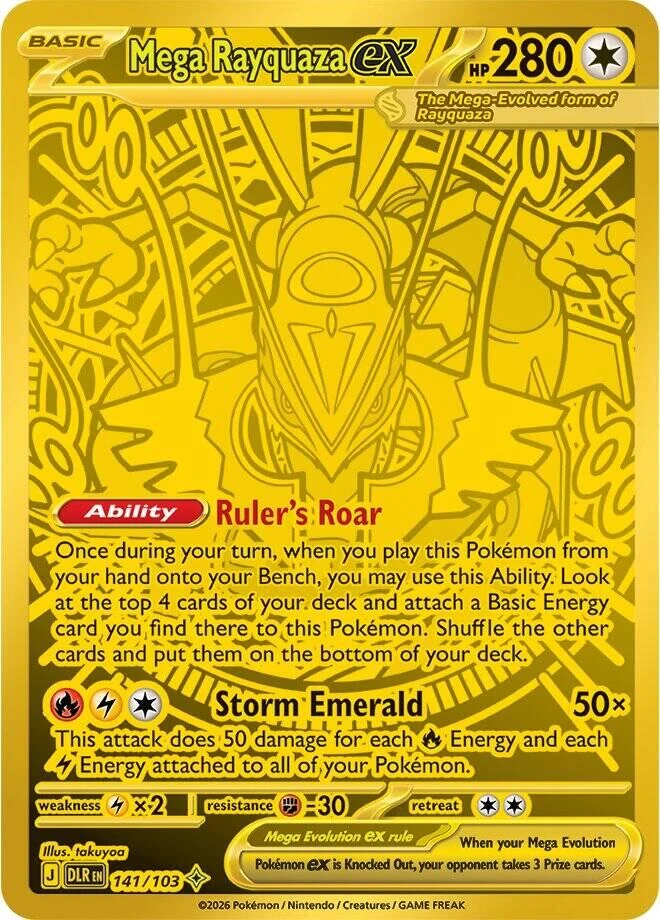 BASIC
Mega Rayquaza ex HP 280
The Mega-Evolved form of
Rayquaza
Ability Ruler's Roar
Once during your turn, when you play this Pokémon from
your hand onto your Bench, you may use this Ability. Look
at the top 4 cards of your deck and attach a Basic Energy
card you find there to this Pokémon. Shuffle the other
cards and put them on the bottom of your deck.
Storm Emerald 50×
This attack does 50 damage for each Energy and each
Energy attached to all of your Pokémon.
weakness ×2 resistance -30 retreat
Mega Evolution ex rule When your Mega Evolution
Pokémon ex is Knocked Out, your opponent takes 3 Prize cards.
Illus. takuyoa
J DLR EN 141/103
©2026 Pokémon / Nintendo / Creatures / GAME FREAK